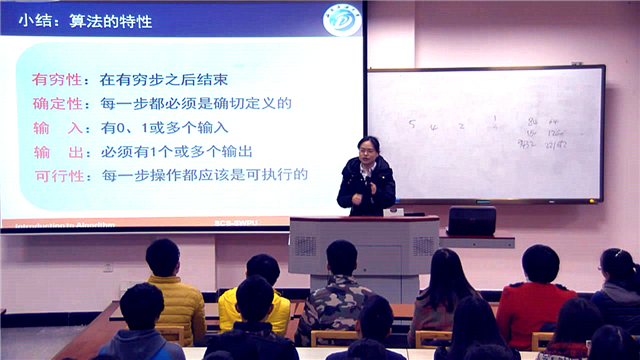 小结：算法的特性
有穷性：在有穷步之后结束
确定性：每一步都必须是确切定义的
输　入：有0、1或多个输入
输　出：必须有1个或多个输出
可行性：每一步操作都应该是可执行的
Introduction to Algorithm
SCS-SWPU
5 4 2